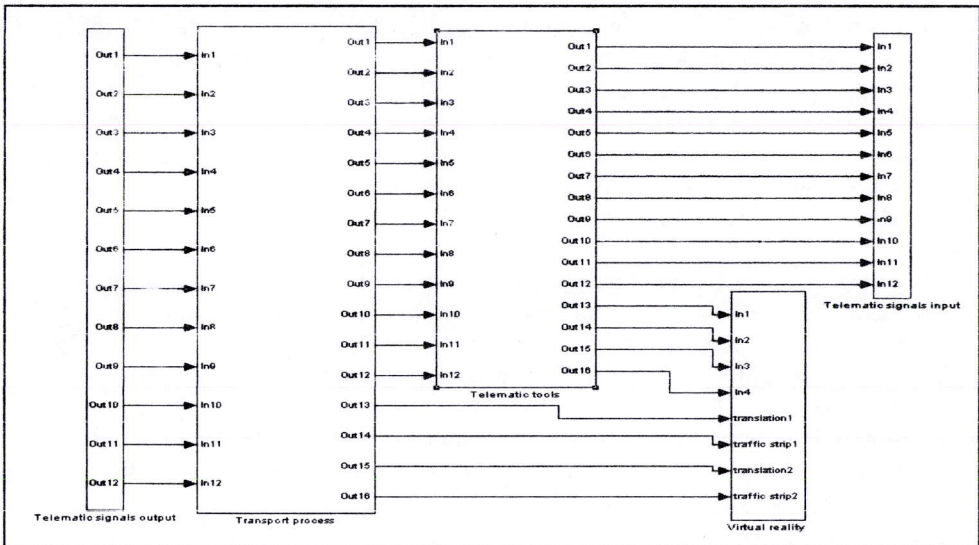 Out1
Out2
Out3
Out4
Out5
Out6
Out7
Out8
Out9
Out10
Out11
Out12
Telematic signals output
In1
In2
In3
In4
In5
In6
In7
In8
In9
In10
In11
In12
Out1
Out2
Out3
Out4
Out5
Out6
Out7
Out8
Out9
Out10
Out11
Out12
Out13
Out14
Out15
Out16
Transport process
In1
In2
In3
In4
In5
In6
In7
In8
In9
In10
In11
In12
Out1
Out2
Out3
Out4
Out5
Out6
Out7
Out8
Out9
Out10
Out11
Out12
Out13
Out14
Out15
Out16
Telematic tools
In1
In2
In3
In4
In5
In6
In7
In8
In9
In10
In11
In12
Telematic signals input
In1
In2
In3
In4
translation1
traffic strip1
translation2
traffic strip2
Virtual reality